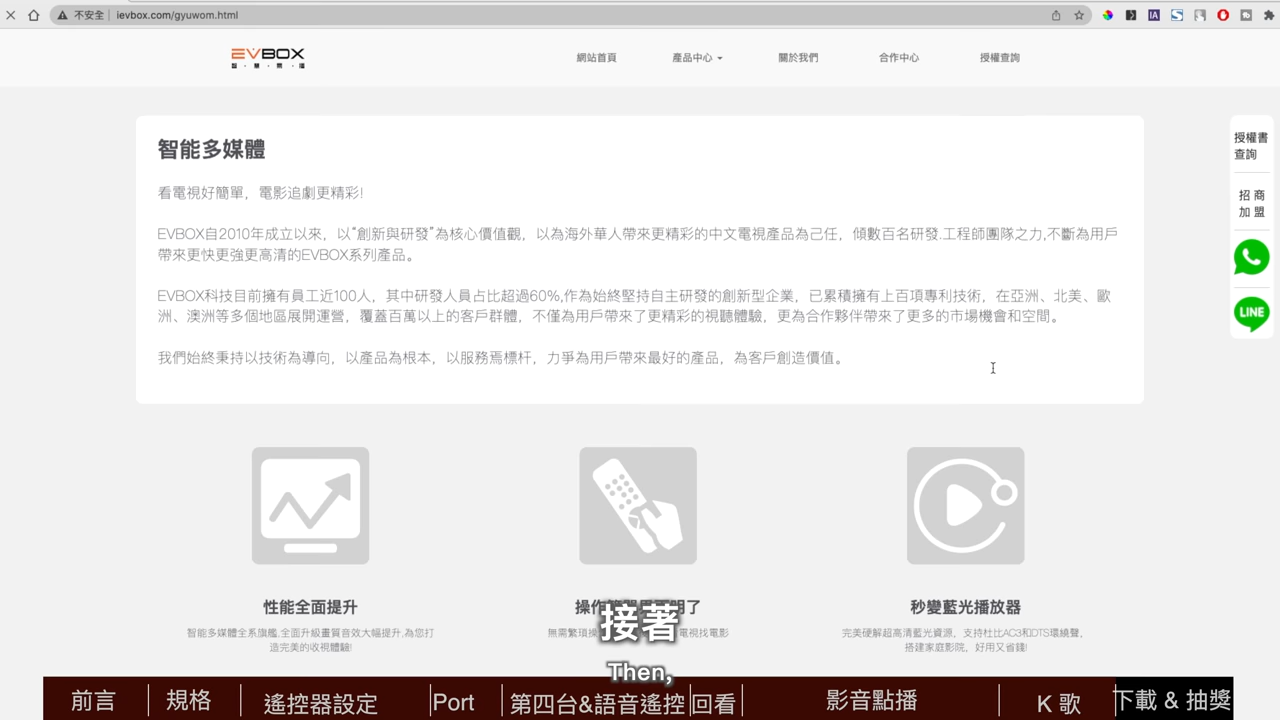 不安全 ievbox.com/gyuwom.html
EVBOX
智·慧·數·播
網站首頁
產品中心
關於我們
合作中心
授權查詢
智能多媒體
看電視好簡單，電影追劇更精彩!
EVBOX自2010年成立以來，以"創新與研發"為核心價值觀，以為海外華人帶來更精彩的中文電視產品為己任，傾數百名研發.工程師團隊之力,不斷為用戶
帶來更快更強更高清的EVBOX系列產品。
EVBOX科技目前擁有員工近100人，其中研發人員占比超過60%,作為始終堅持自主研發的創新型企業，已累積擁有上百項專利技術，在亞洲、北美、歐
洲、澳洲等多個地區展開運營，覆蓋百萬以上的客戶群體，不僅為用戶帶來了更精彩的視聽體驗，更為合作夥伴帶來了更多的市場機會和空間。
我們始終秉持以技術為導向，以產品為根本，以服務焉標杆，力爭為用戶帶來最好的產品，為客戶創造價值。
授權書
查詢
招 商
加 盟
LINE
性能全面提升
智能多媒體全系旗艦,全面升級畫質音效大幅提升,為您打
造完美的收視體驗!
操作 明了
無需繁瑣 電視找電影
秒變藍光播放器
完美硬解超高清藍光資源，支持杜比AC3和DTS環繞聲，
搭建家庭影院，好用又省錢!
接著
Then,
前言
規格
遙控器設定
Port
第四台&語音遙控
回看
影音點播
K 歌
下載 & 抽獎